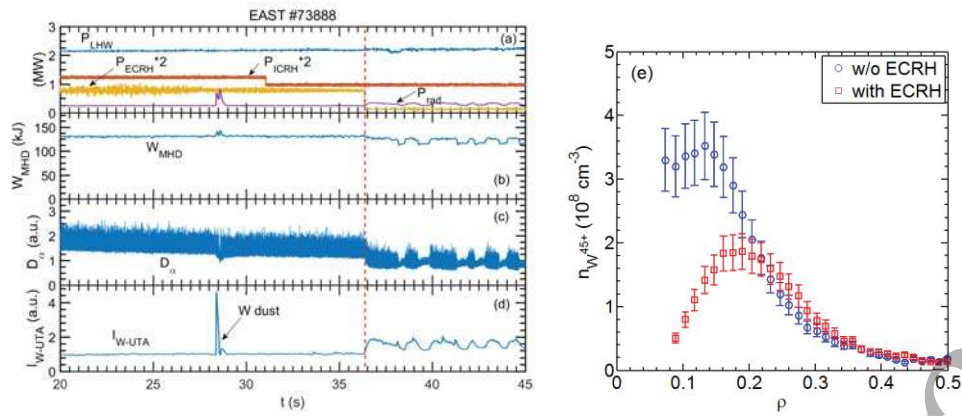 EAST #73888
P_LHW
(a)
P_ECRH*2
P_ICRH*2
P_rad
(MW)
3
2
1
0
W_MHD
(b)
W_MHD (kJ)
150
100
50
(c)
D_α
D_α (a.u.)
3
2
1
0
(d)
W dust
I_W-UTA
I_W-UTA (a.u.)
4
2
0
20 25 30 35 40 45
t (s)
(e)
w/o ECRH
with ECRH
n_W^45+ (10^8 cm^-3)
5
4
3
2
1
0
0 0.1 0.2 0.3 0.4 0.5
ρ